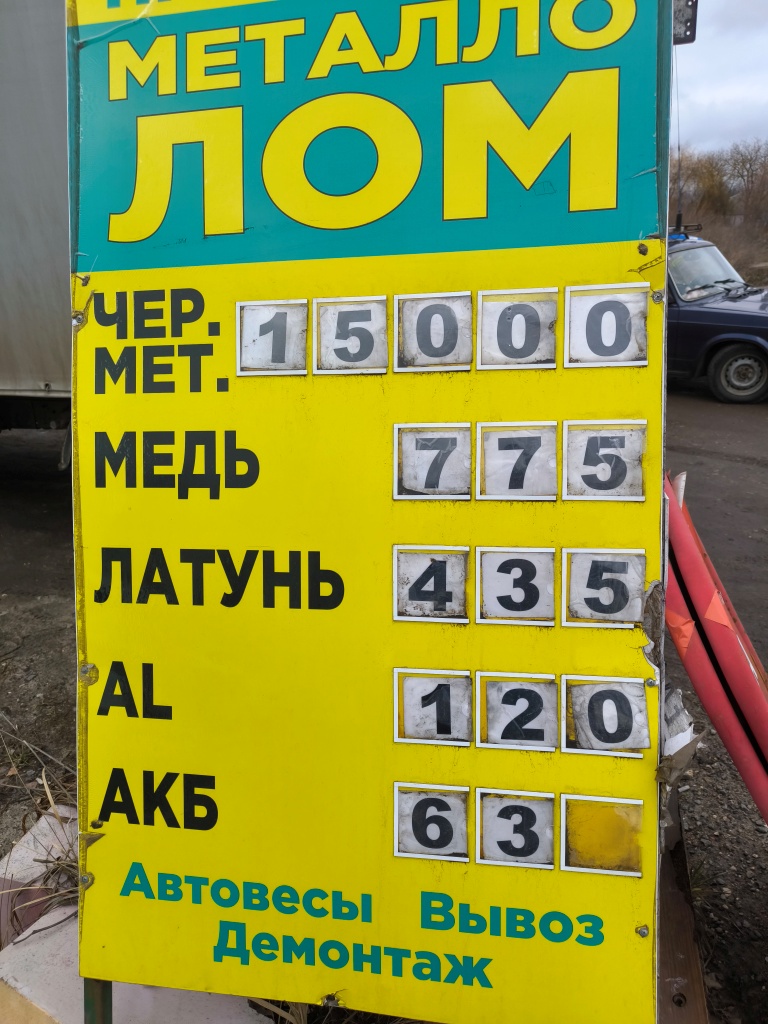 МЕТАЛЛО
ЛОМ
ЧЕР. 15000
МЕТ.
МЕДЬ 775
ЛАТУНЬ 435
AL 120
АКБ 63
Автовесы Вывоз
Демонтаж